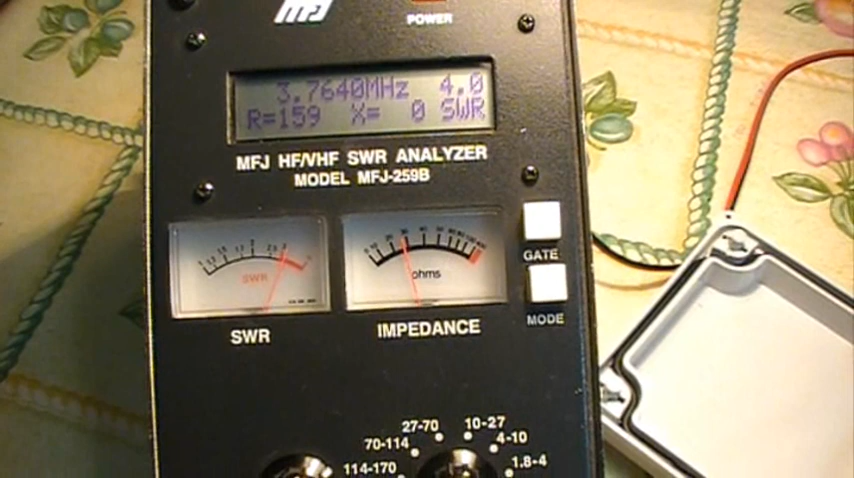 MFJ
POWER
3.7640MHz 4.0
R=159 X= 0 SWR
MFJ HF/VHF SWR ANALYZER
MODEL MFJ-259B
SWR
ohms
GATE
MODE
SWR
IMPEDANCE
27-70
10-27
70-114
4-10
114-170
1.8-4